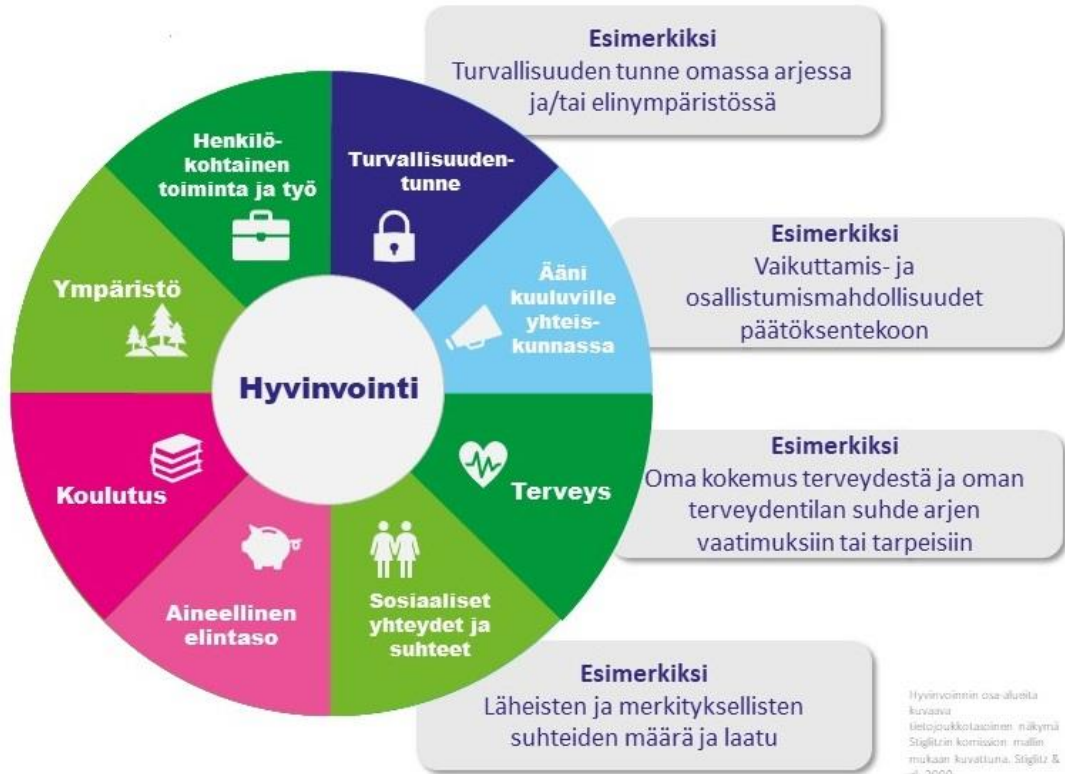 Esimerkiksi
Turvallisuuden tunne omassa arjessa
ja/tai elinympäristössä
Henkilö-
kohtainen
toiminta ja työ
Turvallisuuden-
tunne
Esimerkiksi
Vaikuttamis- ja
osallistumismahdollisuudet
päätöksentekoon
Ääni
kuuluville
yhteis-
kunnassa
Ympäristö
Hyvinvointi
Esimerkiksi
Oma kokemus terveydestä ja oman
terveydentilan suhde arjen
vaatimuksiin tai tarpeisiin
Terveys
Koulutus
Aineellinen
elintaso
Sosiaaliset
yhteydet ja
suhteet
Esimerkiksi
Läheisten ja merkityksellisten
suhteiden määrä ja laatu
Hyvinvoinnin osa-alueita
kuvaava
tietojoukkotasoinen näkymä
Stiglitzin komission mallin
mukaan kuvattuna. Stiglitz &